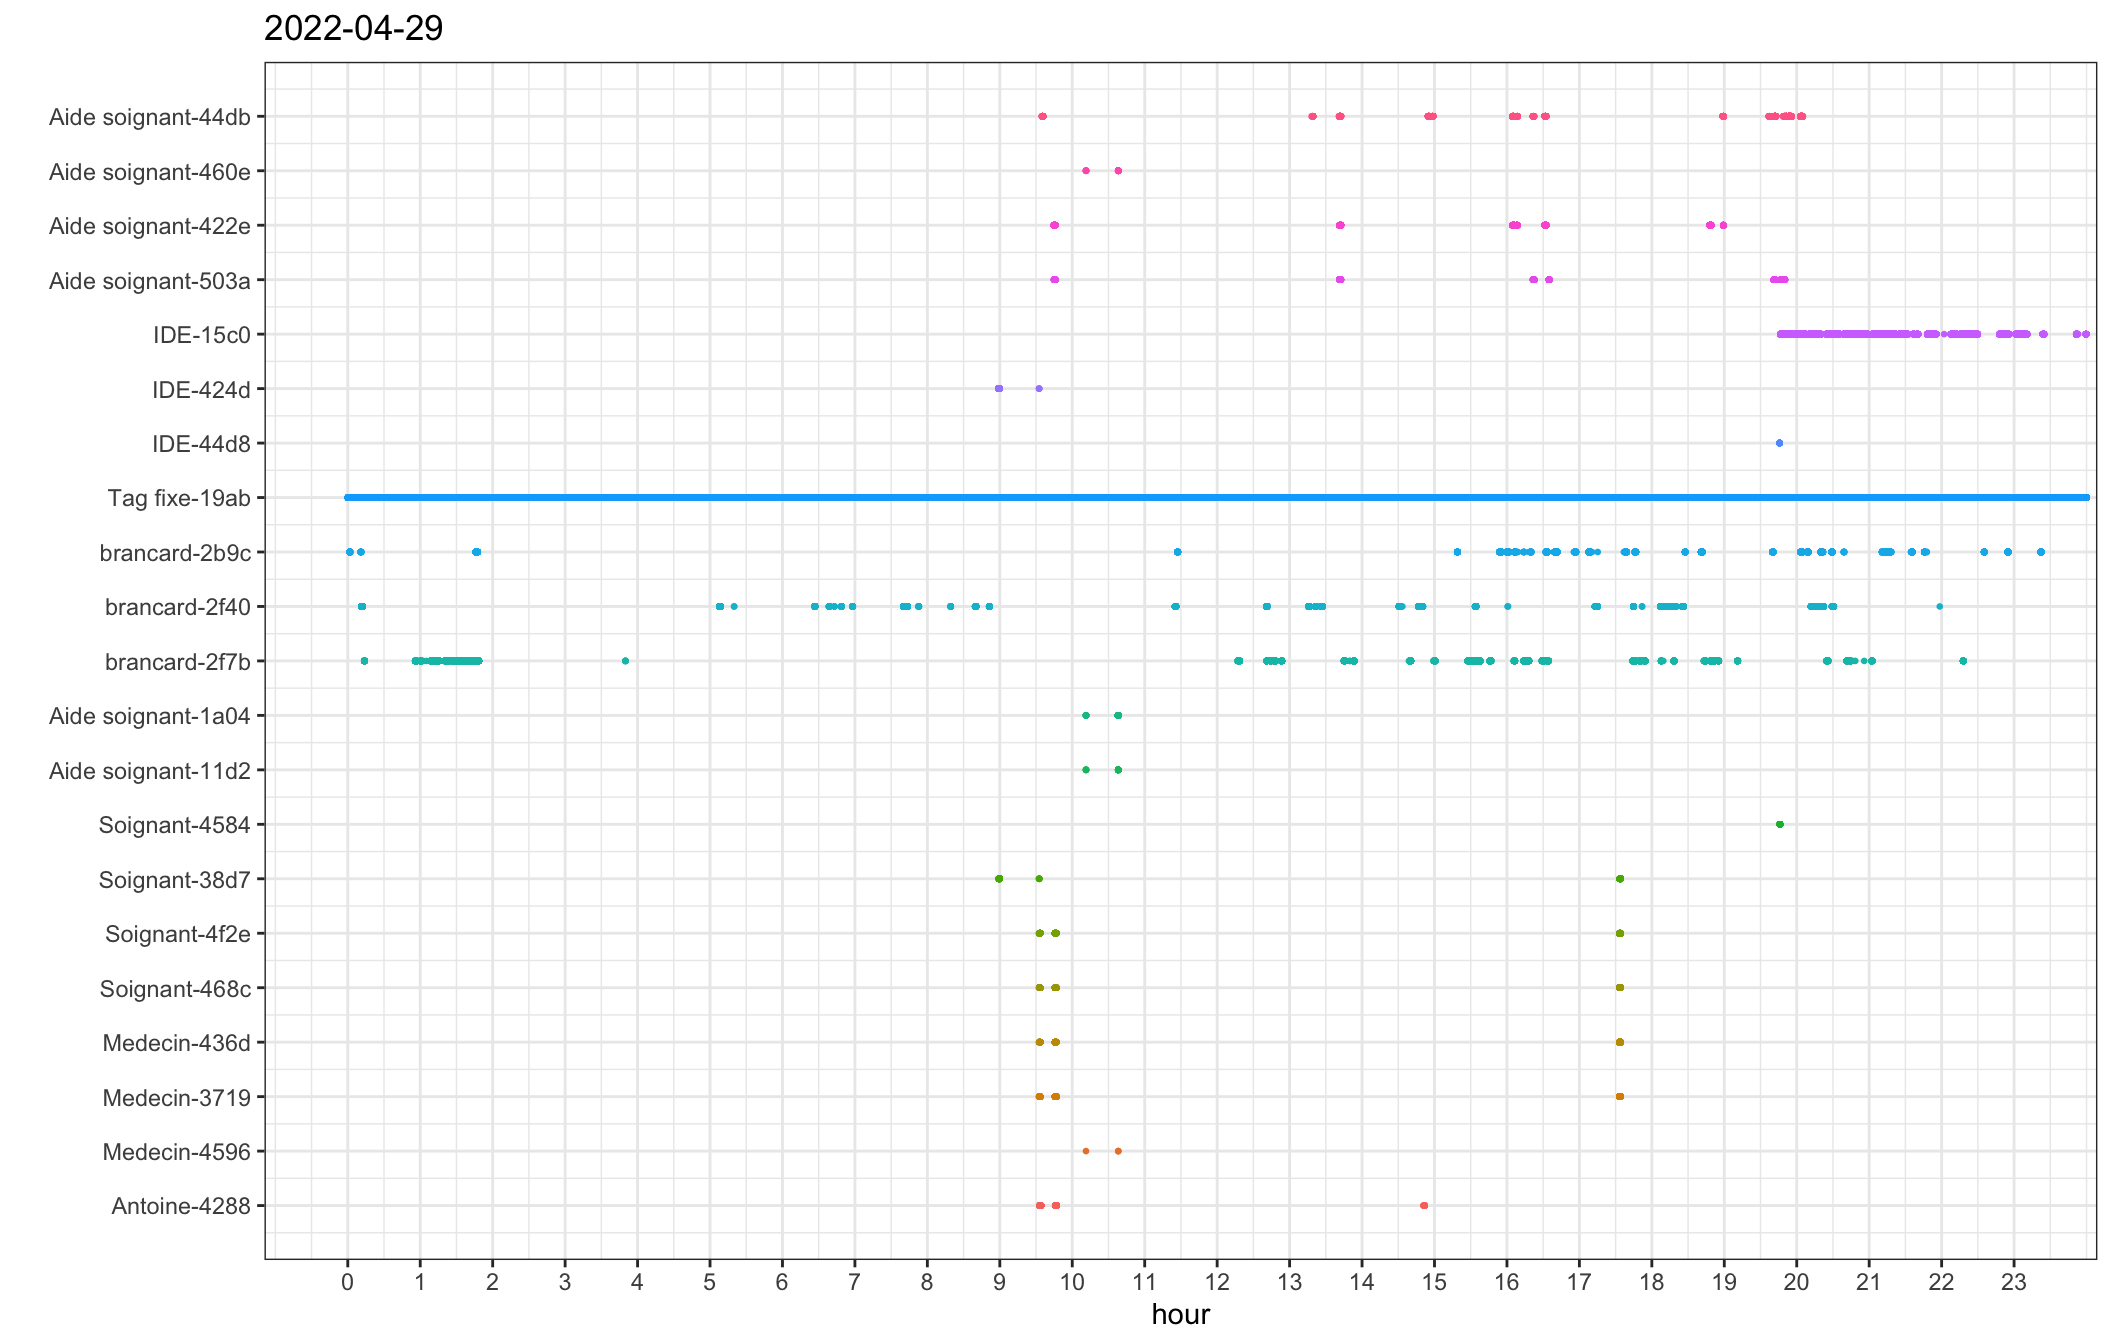 2022-04-29
Aide soignant-44db
Aide soignant-460e
Aide soignant-422e
Aide soignant-503a
IDE-15c0
IDE-424d
IDE-44d8
Tag fixe-19ab
brancard-2b9c
brancard-2f40
brancard-2f7b
Aide soignant-1a04
Aide soignant-11d2
Soignant-4584
Soignant-38d7
Soignant-4f2e
Soignant-468c
Medecin-436d
Medecin-3719
Medecin-4596
Antoine-4288
0 1 2 3 4 5 6 7 8 9 10 11 12 13 14 15 16 17 18 19 20 21 22 23
hour